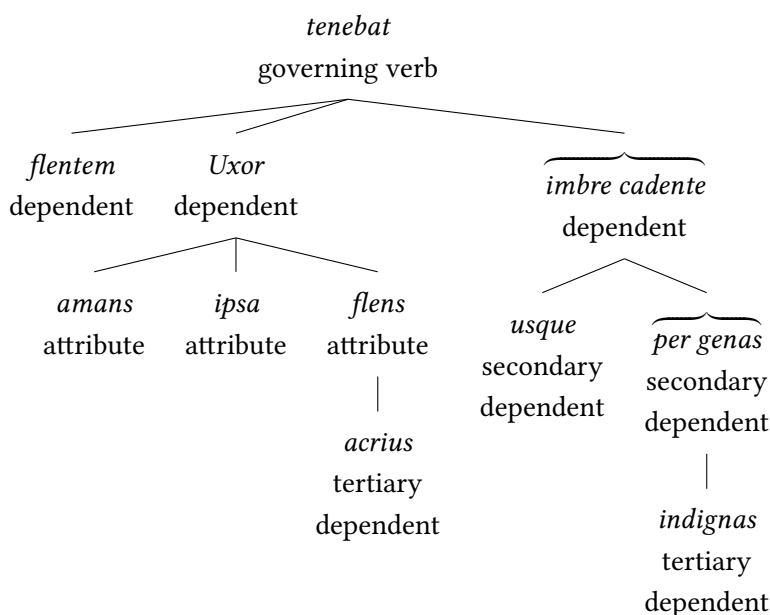 tenebat
governing verb
flentem
dependent
Uxor
dependent
imbre cadente
dependent
amans
attribute
ipsa
attribute
flens
attribute
usque
secondary
dependent
per genas
secondary
dependent
acrius
tertiary
dependent
indignas
tertiary
dependent